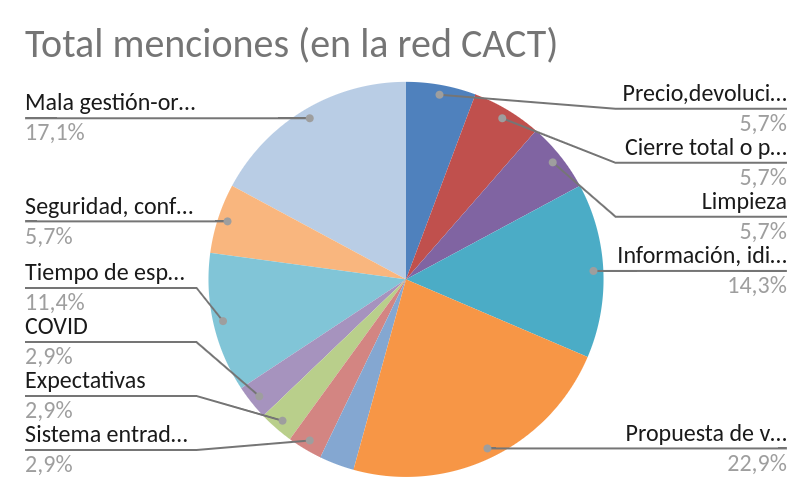 Total menciones (en la red CACT)
Mala gestión-or...
17,1%
Seguridad, conf...
5,7%
Tiempo de esp...
11,4%
COVID
2,9%
Expectativas
2,9%
Sistema entrad...
2,9%
Precio,devoluci...
5,7%
Cierre total o p...
5,7%
Limpieza
5,7%
Información, idi...
14,3%
Propuesta de v...
22,9%